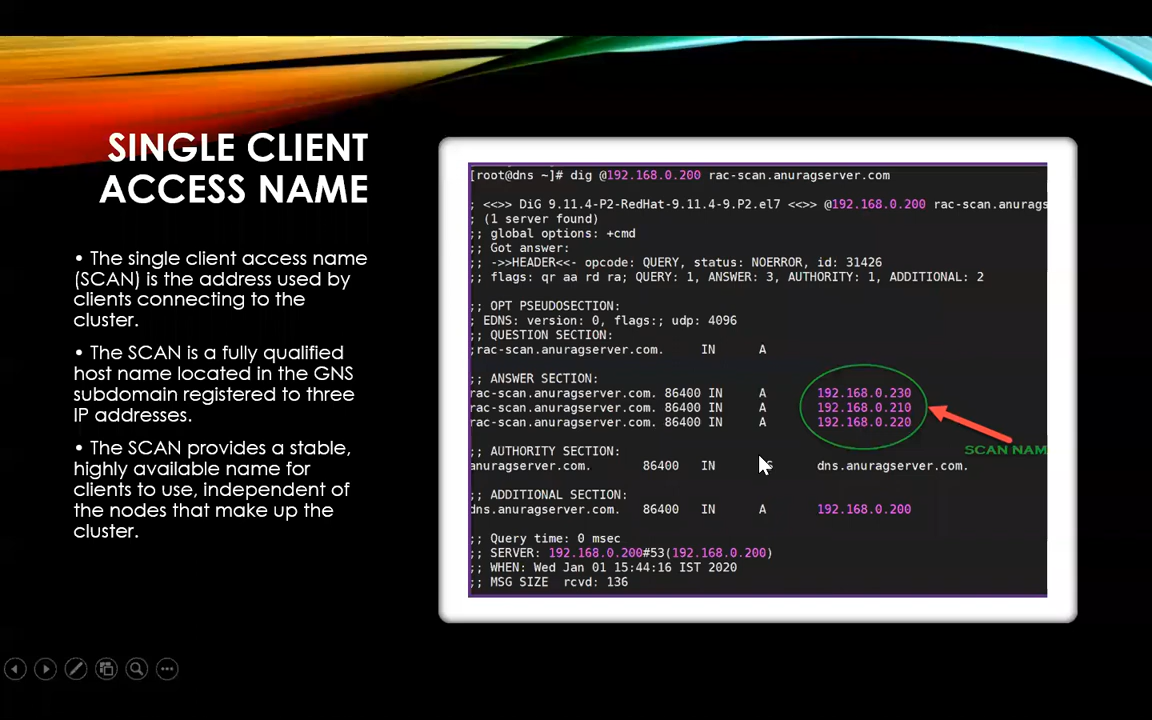 SINGLE CLIENT
ACCESS NAME
• The single client access name
(SCAN) is the address used by
clients connecting to the
cluster.
• The SCAN is a fully qualified
host name located in the GNS
subdomain registered to three
IP addresses.
• The SCAN provides a stable,
highly available name for
clients to use, independent of
the nodes that make up the
cluster.
[root@dns ~]# dig @192.168.0.200 rac-scan.anuragserver.com
; <<>> DiG 9.11.4-P2-RedHat-9.11.4-9.P2.el7 <<>> @192.168.0.200 rac-scan.anurags
; (1 server found)
;; global options: +cmd
;; Got answer:
;; ->>HEADER<<- opcode: QUERY, status: NOERROR, id: 31426
;; flags: qr aa rd ra; QUERY: 1, ANSWER: 3, AUTHORITY: 1, ADDITIONAL: 2
;; OPT PSEUDOSECTION:
; EDNS: version: 0, flags:; udp: 4096
;; QUESTION SECTION:
;rac-scan.anuragserver.com. IN A
;; ANSWER SECTION:
rac-scan.anuragserver.com. 86400 IN A 192.168.0.230
rac-scan.anuragserver.com. 86400 IN A 192.168.0.210
rac-scan.anuragserver.com. 86400 IN A 192.168.0.220
SCAN NAM
;; AUTHORITY SECTION:
anuragserver.com. 86400 IN dns.anuragserver.com.
;; ADDITIONAL SECTION:
dns.anuragserver.com. 86400 IN A 192.168.0.200
;; Query time: 0 msec
;; SERVER: 192.168.0.200#53(192.168.0.200)
;; WHEN: Wed Jan 01 15:44:16 IST 2020
;; MSG SIZE rcvd: 136